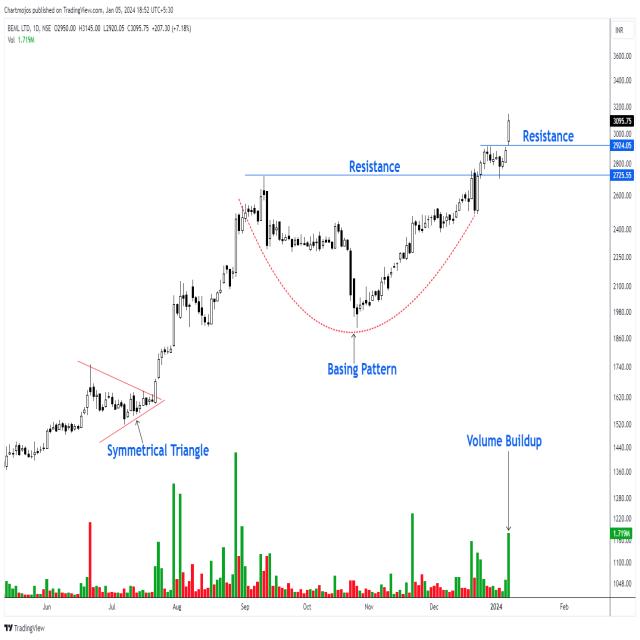 Chartmojos published on TradingView.com, Jan 05, 2024 18:52 UTC+5:30
BEML LTD, 1D, NSE O2950.00 H3145.00 L2920.05 C3095.75 +207.30 (+7.18%)
INR
Vol 1.719M
3600.00
3400.00
3200.00
3095.75
3000.00
Resistance
2924.05
2800.00
Resistance
2725.55
2600.00
2400.00
2250.00
2100.00
1980.00
1860.00
Basing Pattern
1740.00
1620.00
1520.00
Volume Buildup
Symmetrical Triangle
1440.00
1360.00
1280.00
1220.00
1.719M
1160.00
1100.00
1048.00
Jun Jul Aug Sep Oct Nov Dec 2024 Feb
TradingView